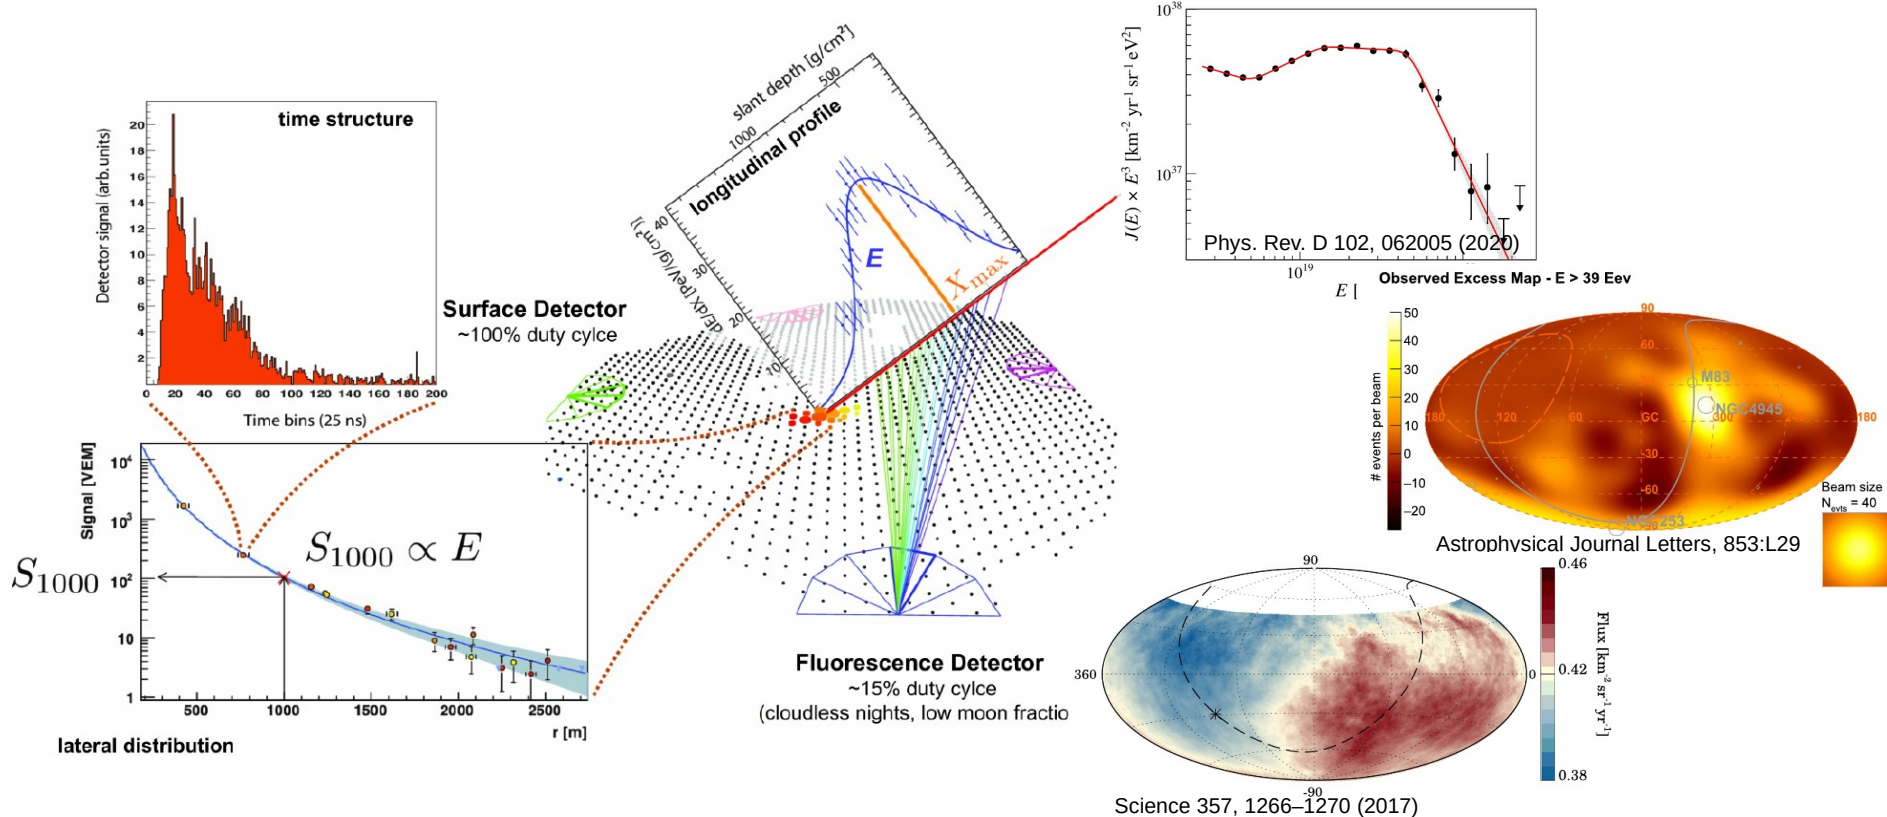 time structure
Detector signal (arb.units)
20
18
16
14
12
10
8
6
4
2
0 20 40 60 80 100 120 140 160 180 200
Time bins (25 ns)
Surface Detector
~100% duty cylce
slant depth [g/cm²]
500
1000
longitudinal profile
40
30
20
10
dE/dX [PeV/(g/cm²)]
E
Xmax
Signal [VEM]
10⁴
10³
10²
10
1
S₁₀₀₀ ∝ E
S₁₀₀₀
500 1000 1500 2000 2500
r [m]
lateral distribution
Fluorescence Detector
~15% duty cylce
(cloudless nights, low moon fractio
10³⁸
10³⁷
J(E) × E³ [km⁻² yr⁻¹ sr⁻¹ eV²]
Phys. Rev. D 102, 062005 (2020)
10¹⁹
E [
Observed Excess Map - E > 39 Eev
50
40
30
20
10
0
−10
−20
# events per beam
90
60
M83
NGC4945
180 120 60 GC 300 240 180
-30
-60
NGC253
Beam size
Nevts = 40
Astrophysical Journal Letters, 853:L29
90
360
0
-90
0.46
0.42
0.38
Flux [km⁻² sr⁻¹ yr⁻¹]
Science 357, 1266–1270 (2017)